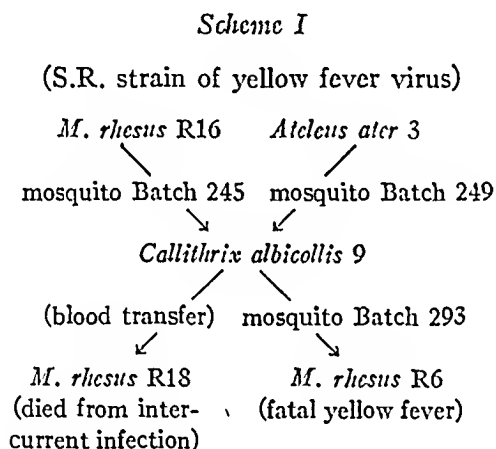 Scheme I
(S.R. strain of yellow fever virus)
M. rhesus R16 Ateleus ater 3
mosquito Batch 245 mosquito Batch 249
Callithrix albicollis 9
(blood transfer) mosquito Batch 293
M. rhesus R18 M. rhesus R6
(died from inter- (fatal yellow fever)
current infection)